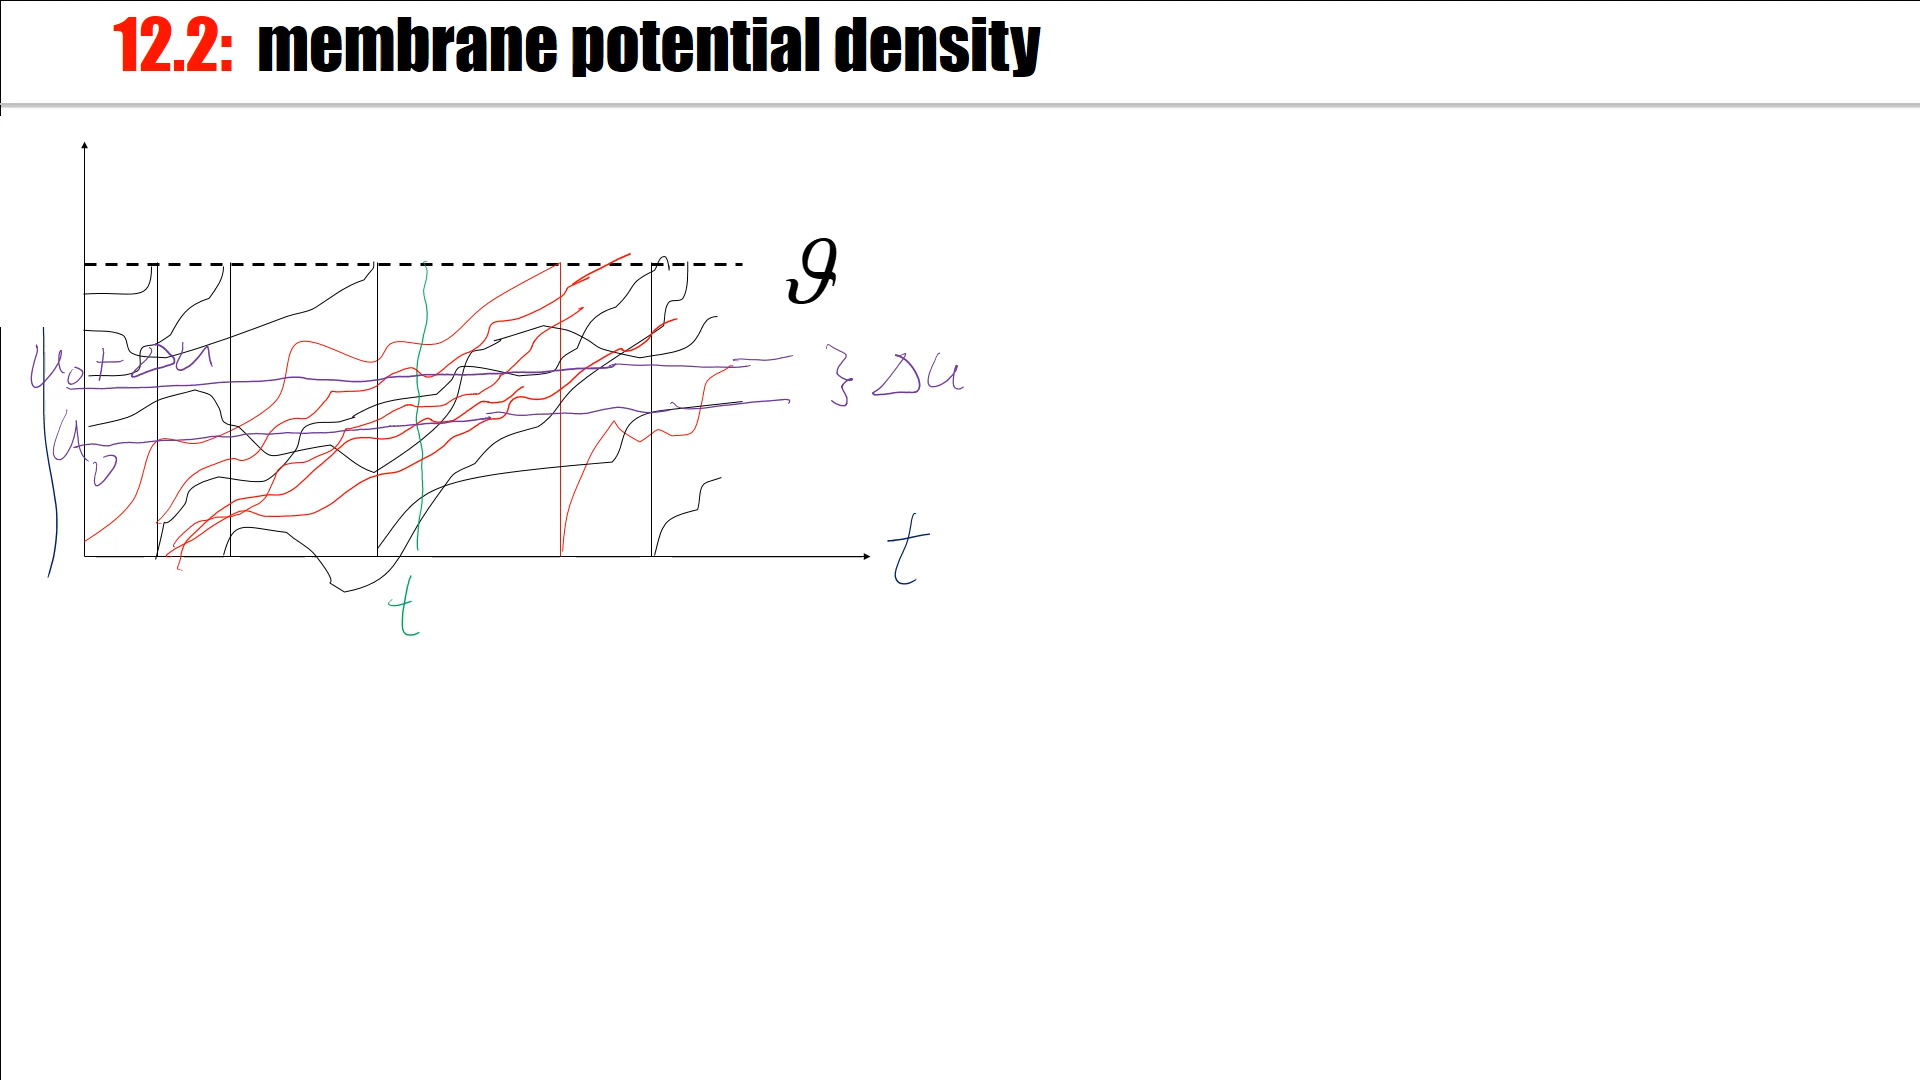 12.2: membrane potential density
ϑ
u₀ + Δu
} Δu
u₀
t
t